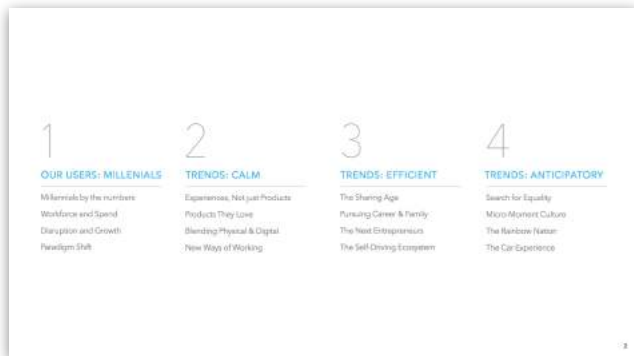 1
OUR USERS: MILLENIALS
Millennials by the numbers
Workforce and Spend
Disruption and Growth
Paradigm Shift
2
TRENDS: CALM
Experiences, Not just Products
Products They Love
Blending Physical & Digital
New Ways of Working
3
TRENDS: EFFICIENT
The Sharing Age
Pursuing Career & Family
The Next Entrepreneurs
The Self-Driving Ecosystem
4
TRENDS: ANTICIPATORY
Search for Equality
Micro-Moment Culture
The Rainbow Nation
The Car Experience